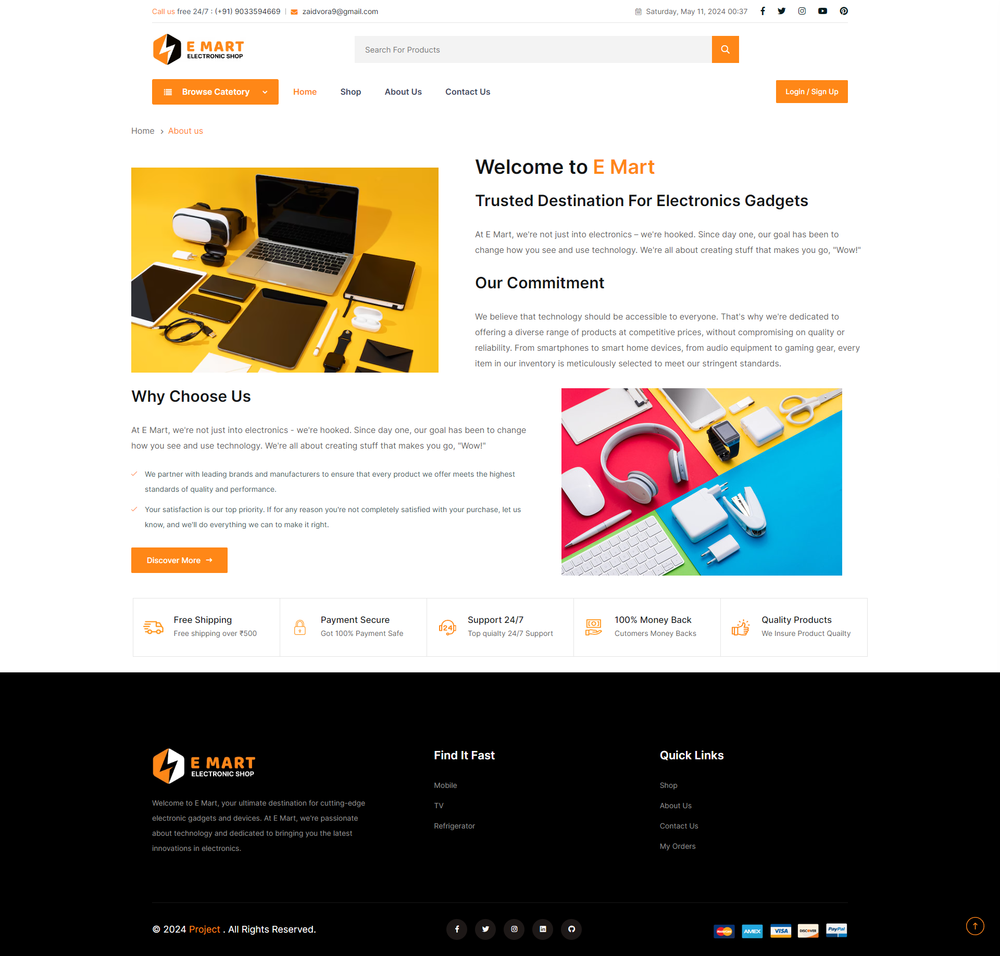 Call us free 24/7 : (+91) 9033594669
zaidvora9@gmail.com
Saturday, May 11, 2024 00:37
E MART
ELECTRONIC SHOP
Search For Products
Browse Catetory
Home
Shop
About Us
Contact Us
Login / Sign Up
Home
About us
Welcome to E Mart
Trusted Destination For Electronics Gadgets
At E Mart, we're not just into electronics – we're hooked. Since day one, our goal has been to
change how you see and use technology. We're all about creating stuff that makes you go, "Wow!"
Our Commitment
We believe that technology should be accessible to everyone. That's why we're dedicated to
offering a diverse range of products at competitive prices, without compromising on quality or
reliability. From smartphones to smart home devices, from audio equipment to gaming gear, every
item in our inventory is meticulously selected to meet our stringent standards.
Why Choose Us
At E Mart, we're not just into electronics - we're hooked. Since day one, our goal has been to change
how you see and use technology. We're all about creating stuff that makes you go, "Wow!"
We partner with leading brands and manufacturers to ensure that every product we offer meets the highest
standards of quality and performance.
Your satisfaction is our top priority. If for any reason you're not completely satisfied with your purchase, let us
know, and we'll do everything we can to make it right.
Discover More
Free Shipping
Free shipping over ₹500
Payment Secure
Got 100% Payment Safe
24
Support 24/7
Top quialty 24/7 Support
100% Money Back
Cutomers Money Backs
Quality Products
We Insure Product Quailty
E MART
ELECTRONIC SHOP
Welcome to E Mart, your ultimate destination for cutting-edge
electronic gadgets and devices. At E Mart, we're passionate
about technology and dedicated to bringing you the latest
innovations in electronics.
Find It Fast
Mobile
TV
Refrigerator
Quick Links
Shop
About Us
Contact Us
My Orders
© 2024 Project . All Rights Reserved.
MasterCard
AMEX
VISA
DISCOVER
PayPal